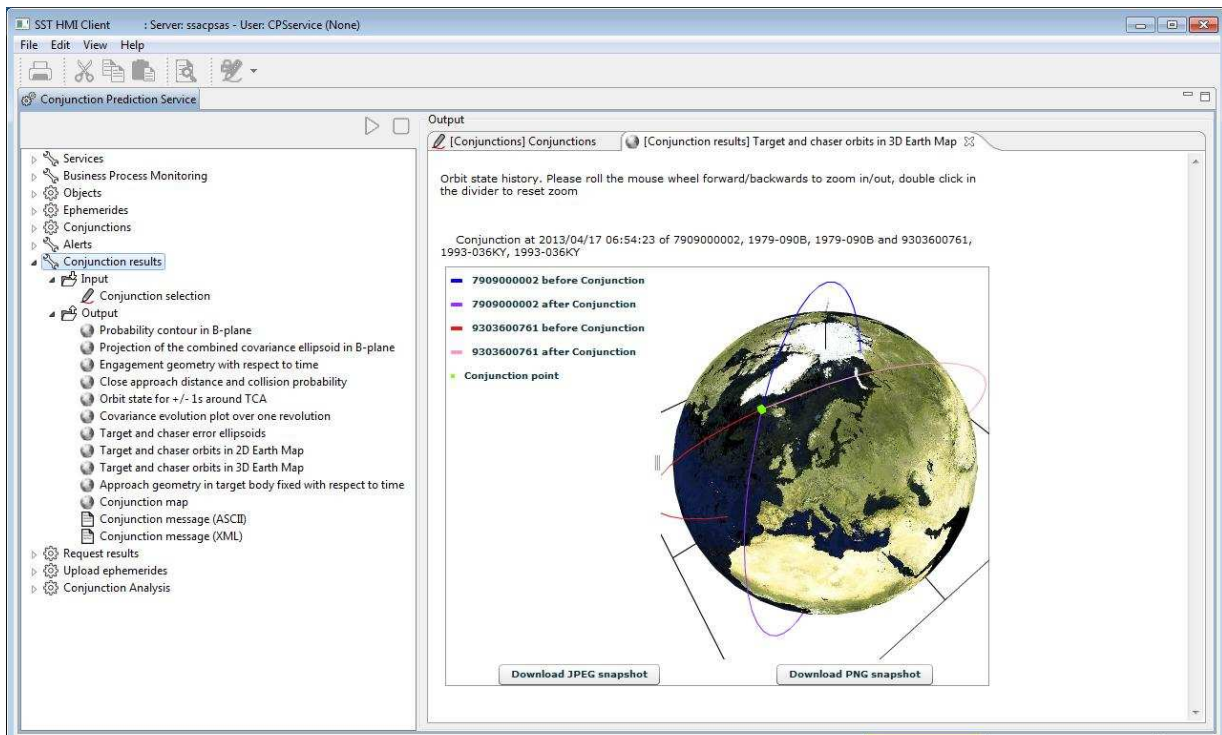 SST HMI Client : Server: ssacpsas - User: CPSservice (None)
File Edit View Help
Conjunction Prediction Service
Services
Business Process Monitoring
Objects
Ephemerides
Conjunctions
Alerts
Conjunction results
Input
Conjunction selection
Output
Probability contour in B-plane
Projection of the combined covariance ellipsoid in B-plane
Engagement geometry with respect to time
Close approach distance and collision probability
Orbit state for +/- 1s around TCA
Covariance evolution plot over one revolution
Target and chaser error ellipsoids
Target and chaser orbits in 2D Earth Map
Target and chaser orbits in 3D Earth Map
Approach geometry in target body fixed with respect to time
Conjunction map
Conjunction message (ASCII)
Conjunction message (XML)
Request results
Upload ephemerides
Conjunction Analysis
Output
[Conjunctions] Conjunctions
[Conjunction results] Target and chaser orbits in 3D Earth Map
Orbit state history. Please roll the mouse wheel forward/backwards to zoom in/out, double click in
the divider to reset zoom
Conjunction at 2013/04/17 06:54:23 of 7909000002, 1979-090B, 1979-090B and 9303600761,
1993-036KY, 1993-036KY
7909000002 before Conjunction
7909000002 after Conjunction
9303600761 before Conjunction
9303600761 after Conjunction
Conjunction point
Download JPEG snapshot
Download PNG snapshot